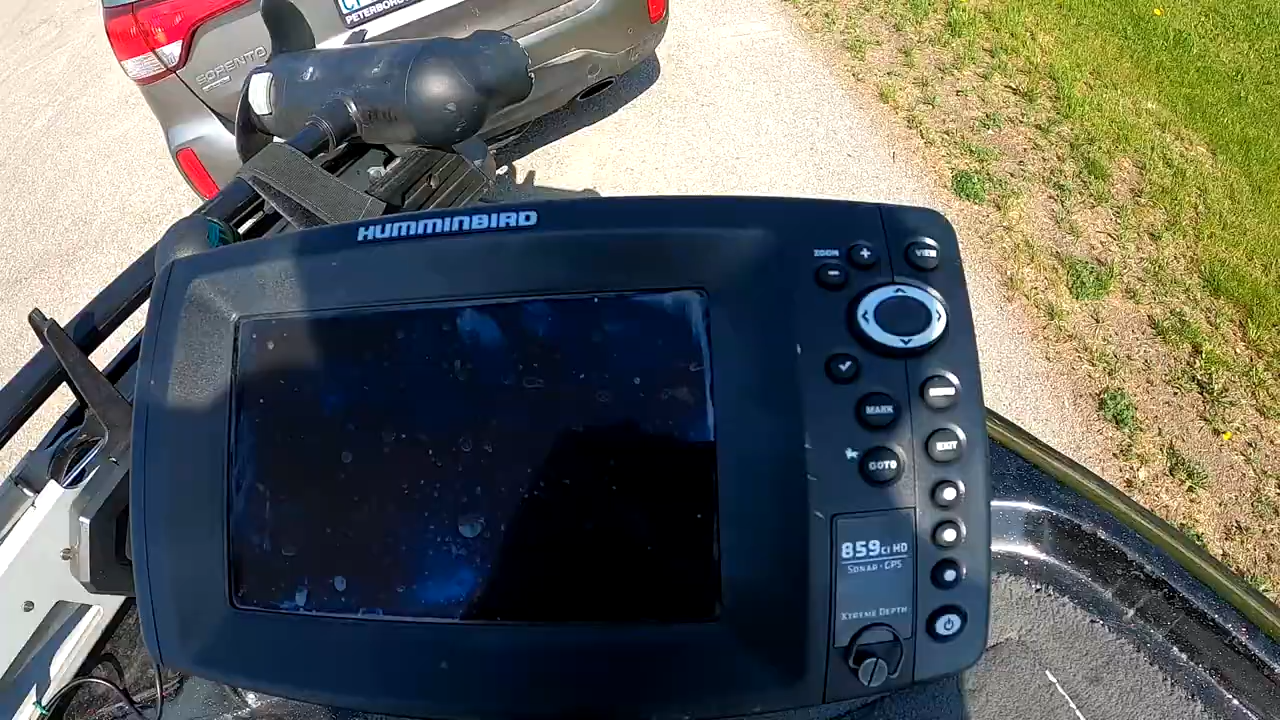 SORENTO
PETERBORO
HUMMINBIRD
ZOOM
+
-
VIEW
MARK
EXIT
GOTO
859CI HD
SONAR·GPS
XTREME DEPTH